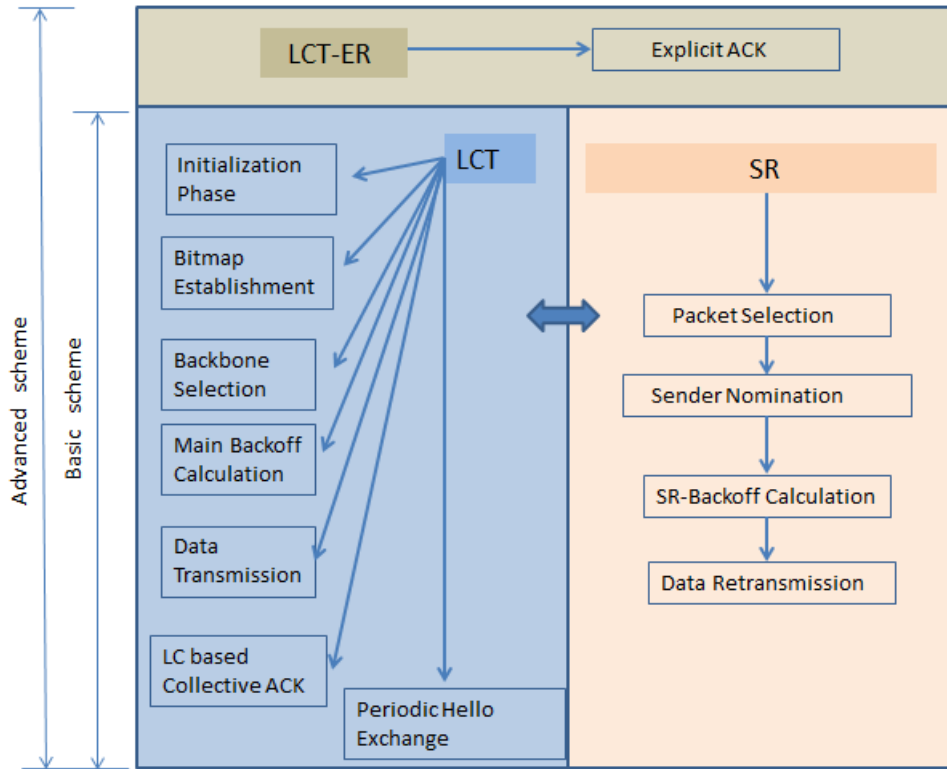 LCT-ER
Explicit ACK
LCT
Initialization
Phase
Bitmap
Establishment
Backbone
Selection
Main Backoff
Calculation
Data
Transmission
LC based
Collective ACK
Periodic Hello
Exchange
SR
Packet Selection
Sender Nomination
SR-Backoff Calculation
Data Retransmission
Advanced scheme
Basic scheme